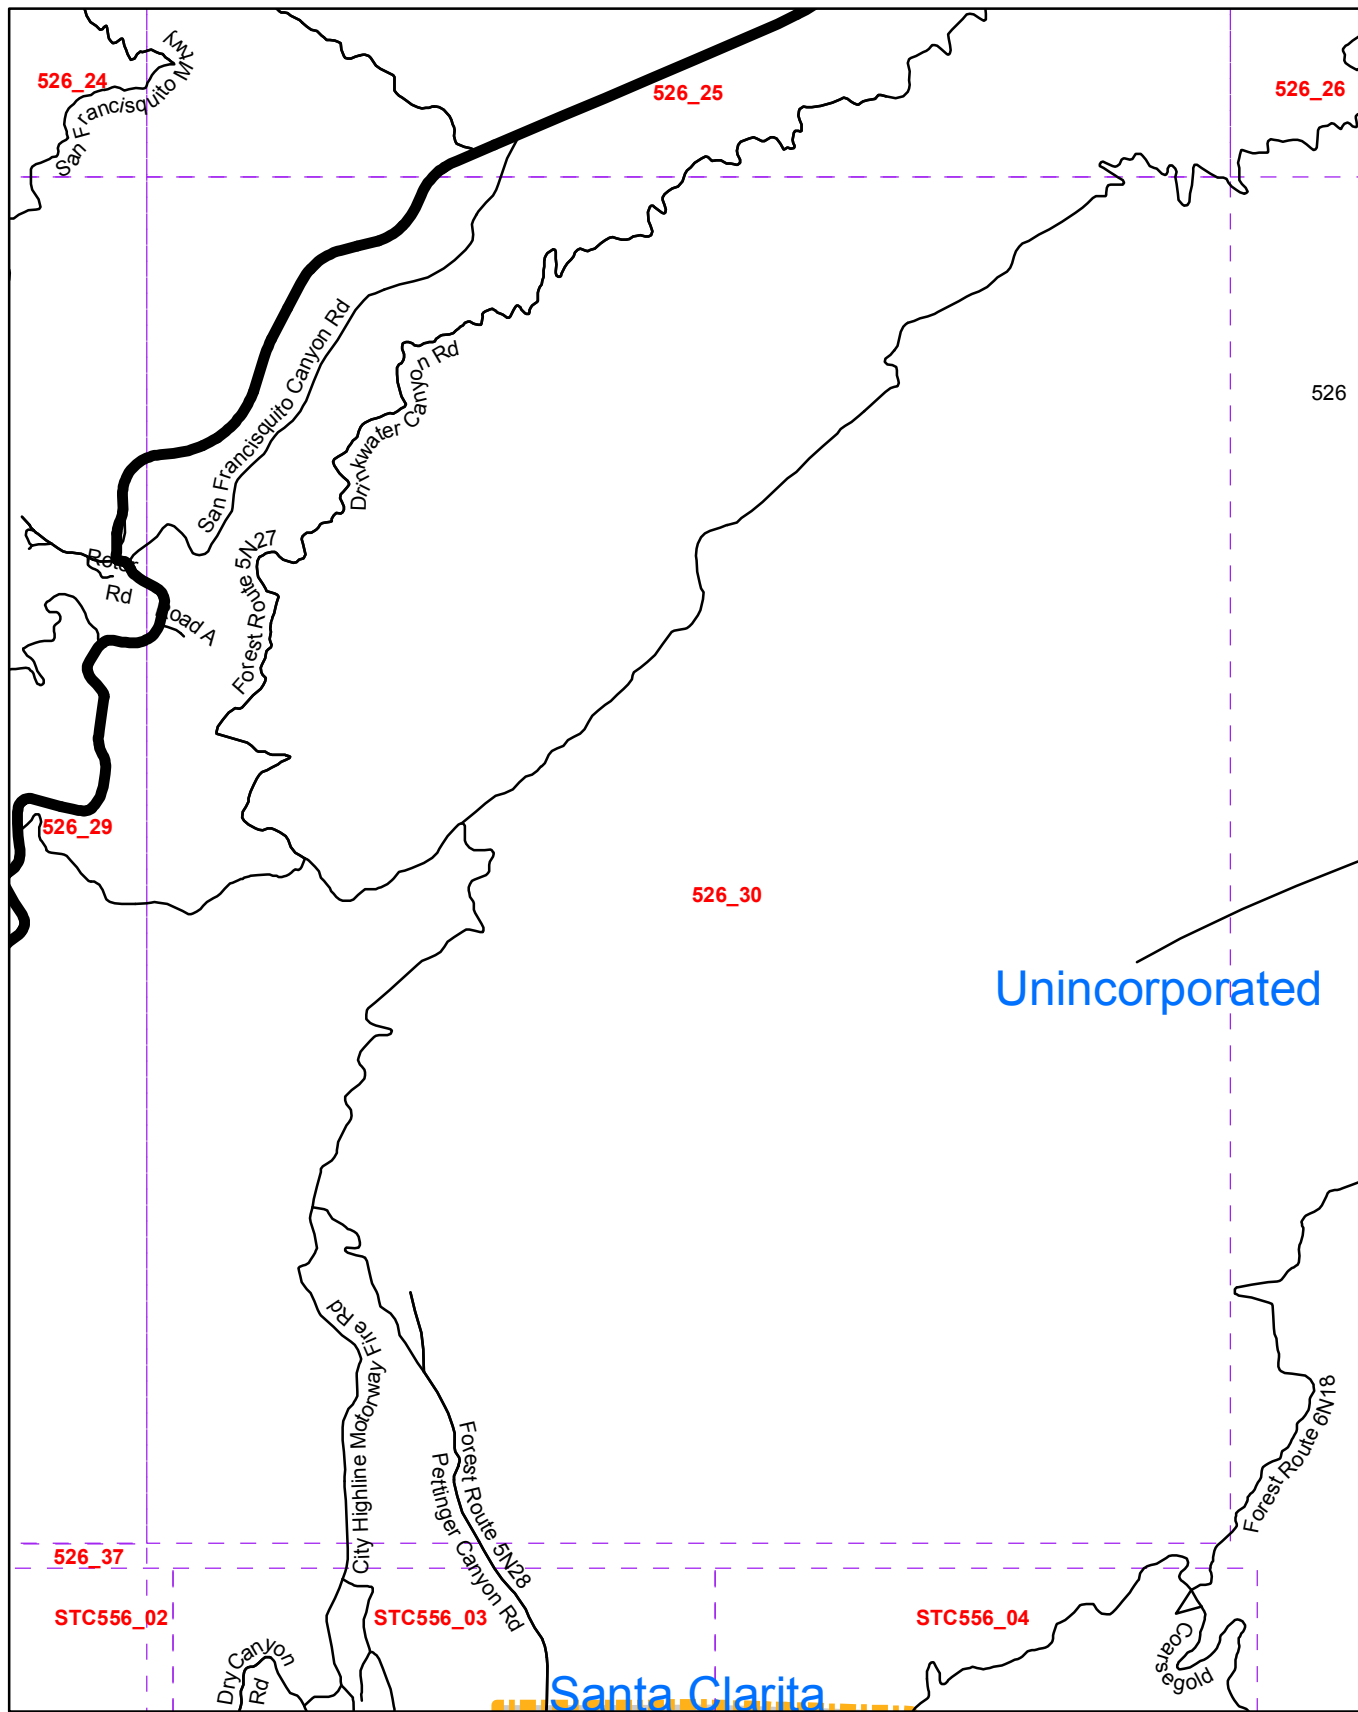 San Francisquito Mtwy
526_24
526_25
526_26
San Francisquito Canyon Rd
Drinkwater Canyon Rd
526
Forest Route 5N27
Rotor
Rd
Road A
526_29
526_30
Unincorporated
City Highline Motorway Fire Rd
Forest Route 5N28
Pettinger Canyon Rd
Forest Route 6N18
526_37
STC556_02
STC556_03
STC556_04
Dry Canyon
Rd
Coarsegold
Santa Clarita